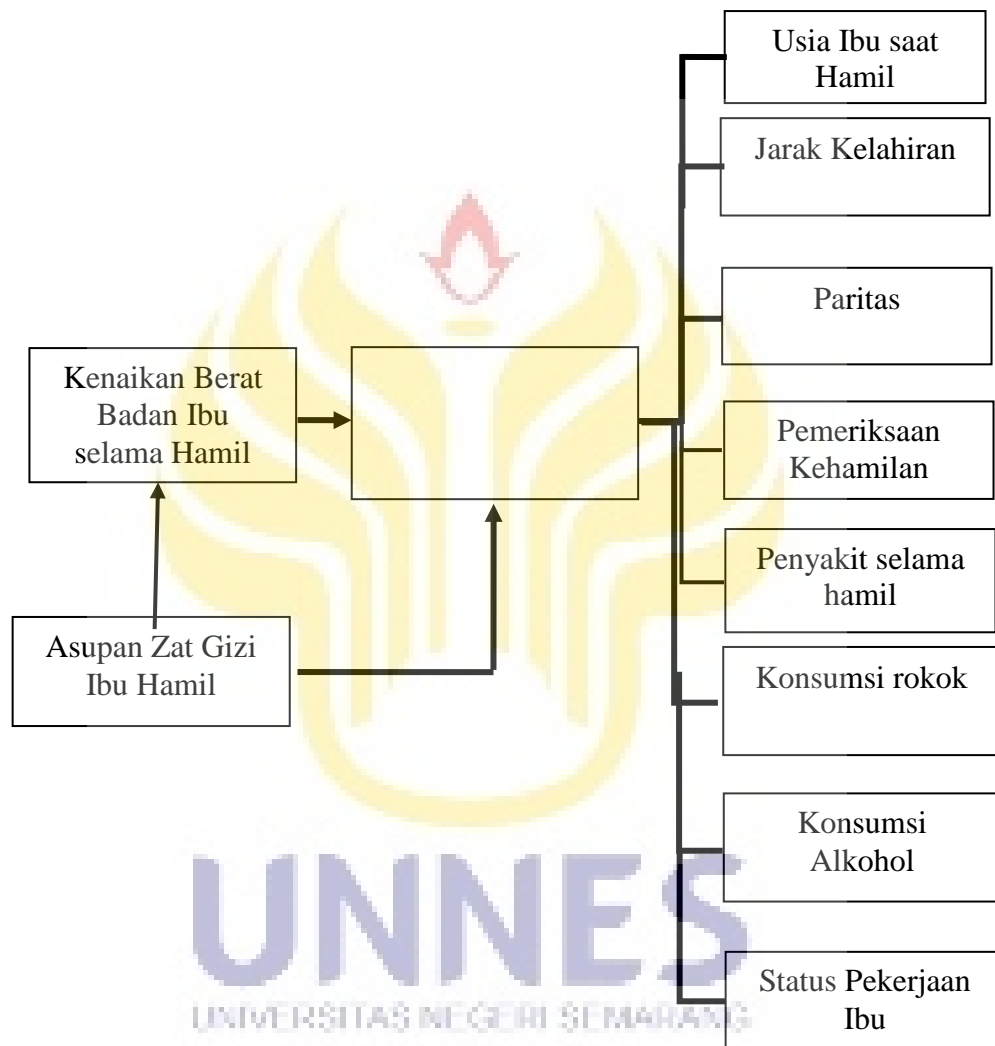 Usia Ibu saat
Hamil
Jarak Kelahiran
Paritas
Kenaikan Berat
Badan Ibu
selama Hamil
Pemeriksaan
Kehamilan
Penyakit selama
hamil
Asupan Zat Gizi
Ibu Hamil
Konsumsi rokok
Konsumsi
Alkohol
Status Pekerjaan
Ibu
UNNES
UNIVERSITAS NEGERI SEMARANG